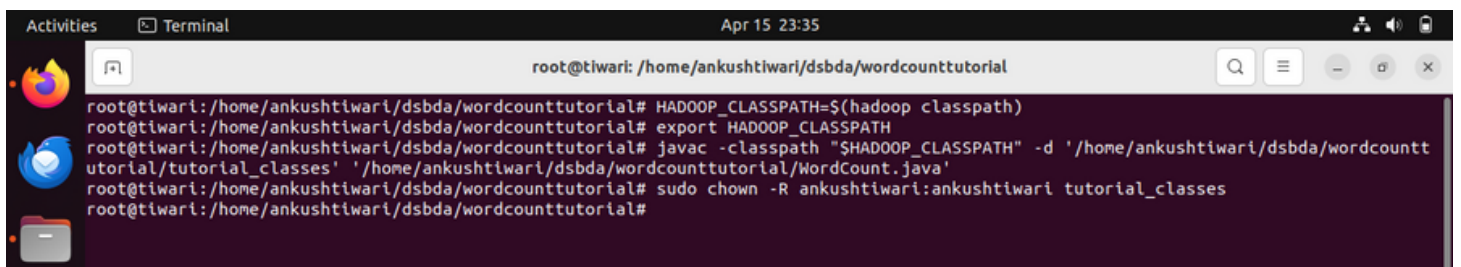 Activities Terminal Apr 15 23:35
root@tiwari: /home/ankushtiwari/dsbda/wordcounttutorial
root@tiwari:/home/ankushtiwari/dsbda/wordcounttutorial# HADOOP_CLASSPATH=$(hadoop classpath)
root@tiwari:/home/ankushtiwari/dsbda/wordcounttutorial# export HADOOP_CLASSPATH
root@tiwari:/home/ankushtiwari/dsbda/wordcounttutorial# javac -classpath "$HADOOP_CLASSPATH" -d '/home/ankushtiwari/dsbda/wordcountt
utorial/tutorial_classes' '/home/ankushtiwari/dsbda/wordcounttutorial/WordCount.java'
root@tiwari:/home/ankushtiwari/dsbda/wordcounttutorial# sudo chown -R ankushtiwari:ankushtiwari tutorial_classes
root@tiwari:/home/ankushtiwari/dsbda/wordcounttutorial#